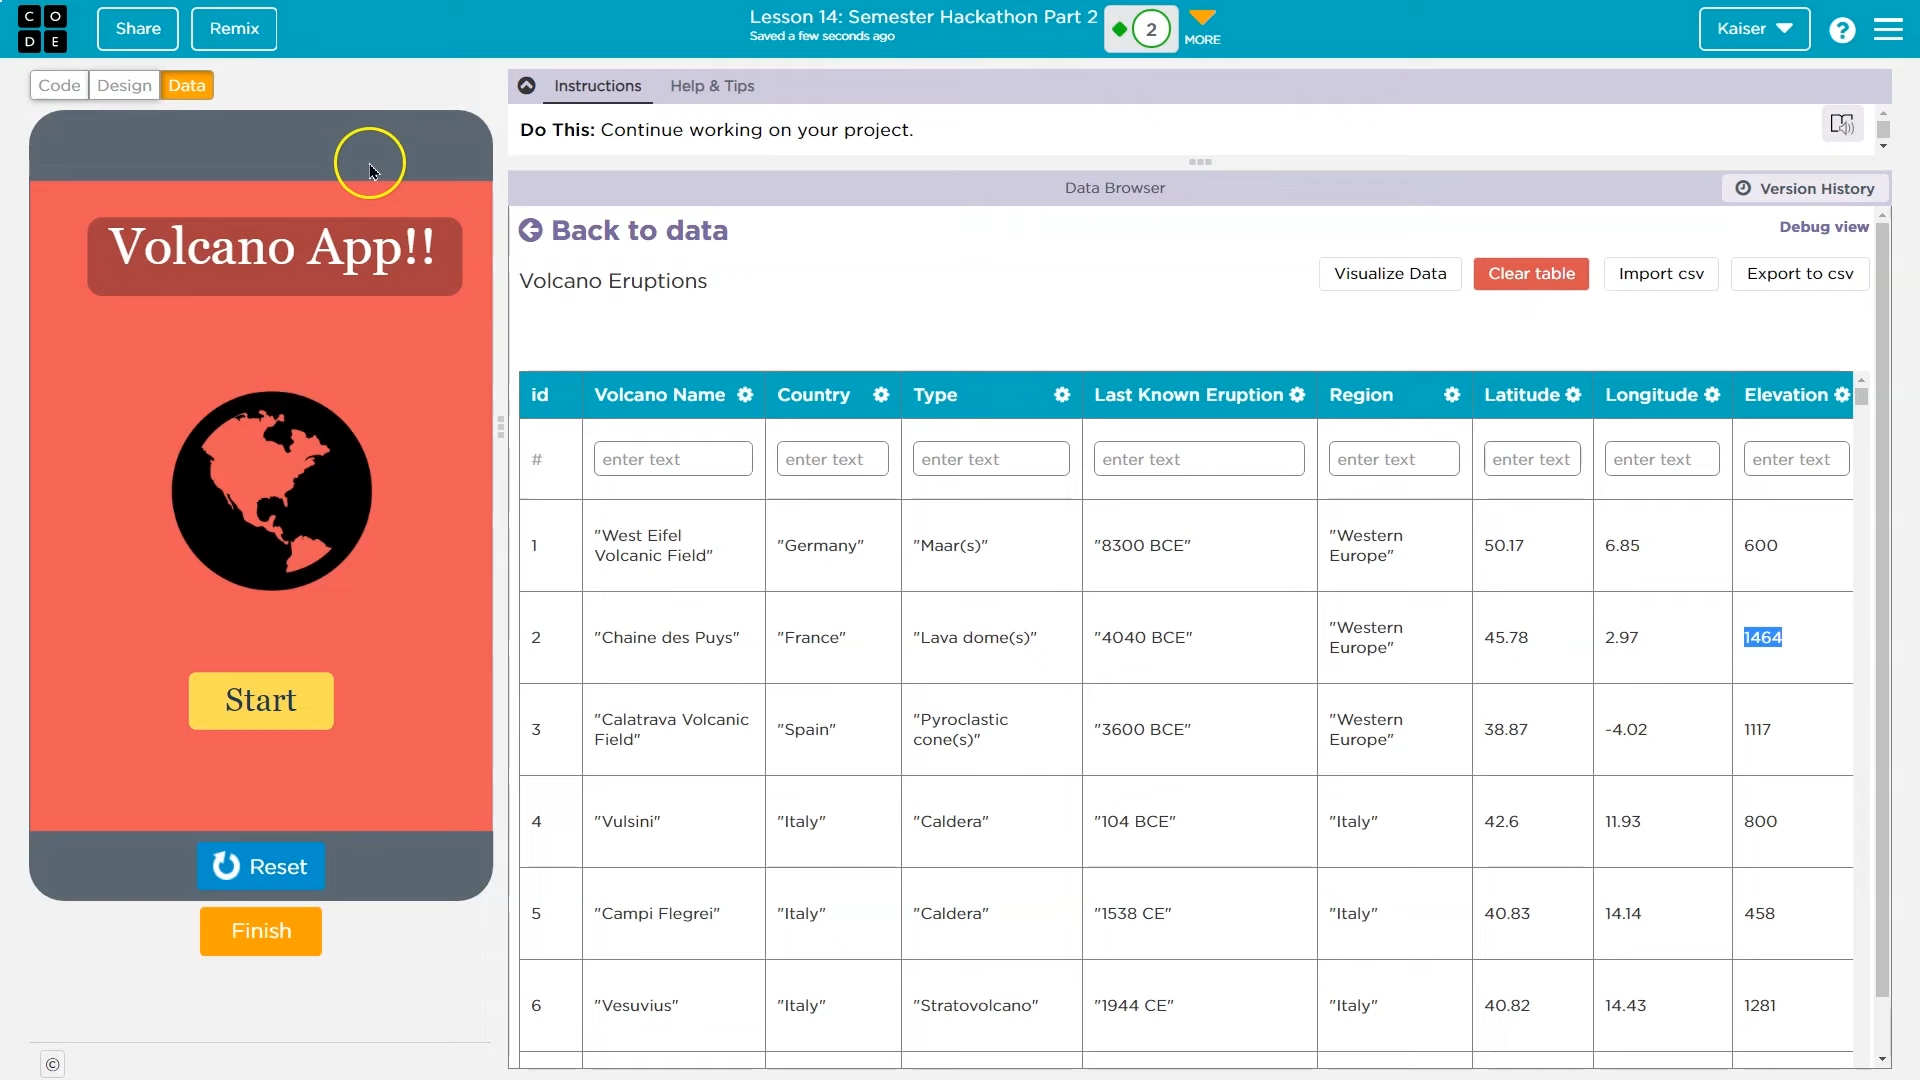 C O
D E
Share
Remix
Lesson 14: Semester Hackathon Part 2
Saved a few seconds ago
2
MORE
Kaiser
?
Code Design Data
Instructions Help & Tips
Do This: Continue working on your project.
Data Browser
Version History
Back to data
Debug view
Volcano Eruptions
Visualize Data Clear table Import csv Export to csv
id Volcano Name Country Type Last Known Eruption Region Latitude Longitude Elevation
# enter text enter text enter text enter text enter text enter text enter text enter text
1 "West Eifel Volcanic Field" "Germany" "Maar(s)" "8300 BCE" "Western Europe" 50.17 6.85 600
2 "Chaine des Puys" "France" "Lava dome(s)" "4040 BCE" "Western Europe" 45.78 2.97 1464
3 "Calatrava Volcanic Field" "Spain" "Pyroclastic cone(s)" "3600 BCE" "Western Europe" 38.87 -4.02 1117
4 "Vulsini" "Italy" "Caldera" "104 BCE" "Italy" 42.6 11.93 800
5 "Campi Flegrei" "Italy" "Caldera" "1538 CE" "Italy" 40.83 14.14 458
6 "Vesuvius" "Italy" "Stratovolcano" "1944 CE" "Italy" 40.82 14.43 1281
Volcano App!!
Start
Reset
Finish
©